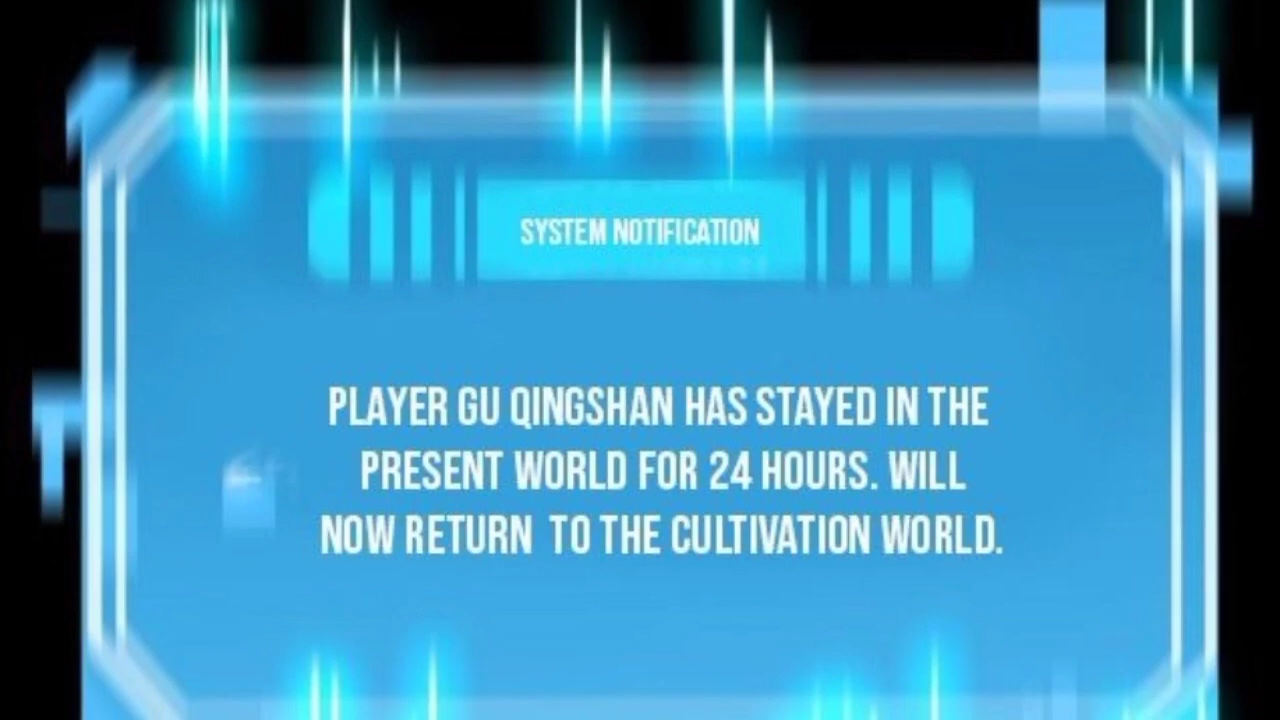 SYSTEM NOTIFICATION
PLAYER GU QINGSHAN HAS STAYED IN THE
PRESENT WORLD FOR 24 HOURS. WILL
NOW RETURN TO THE CULTIVATION WORLD.